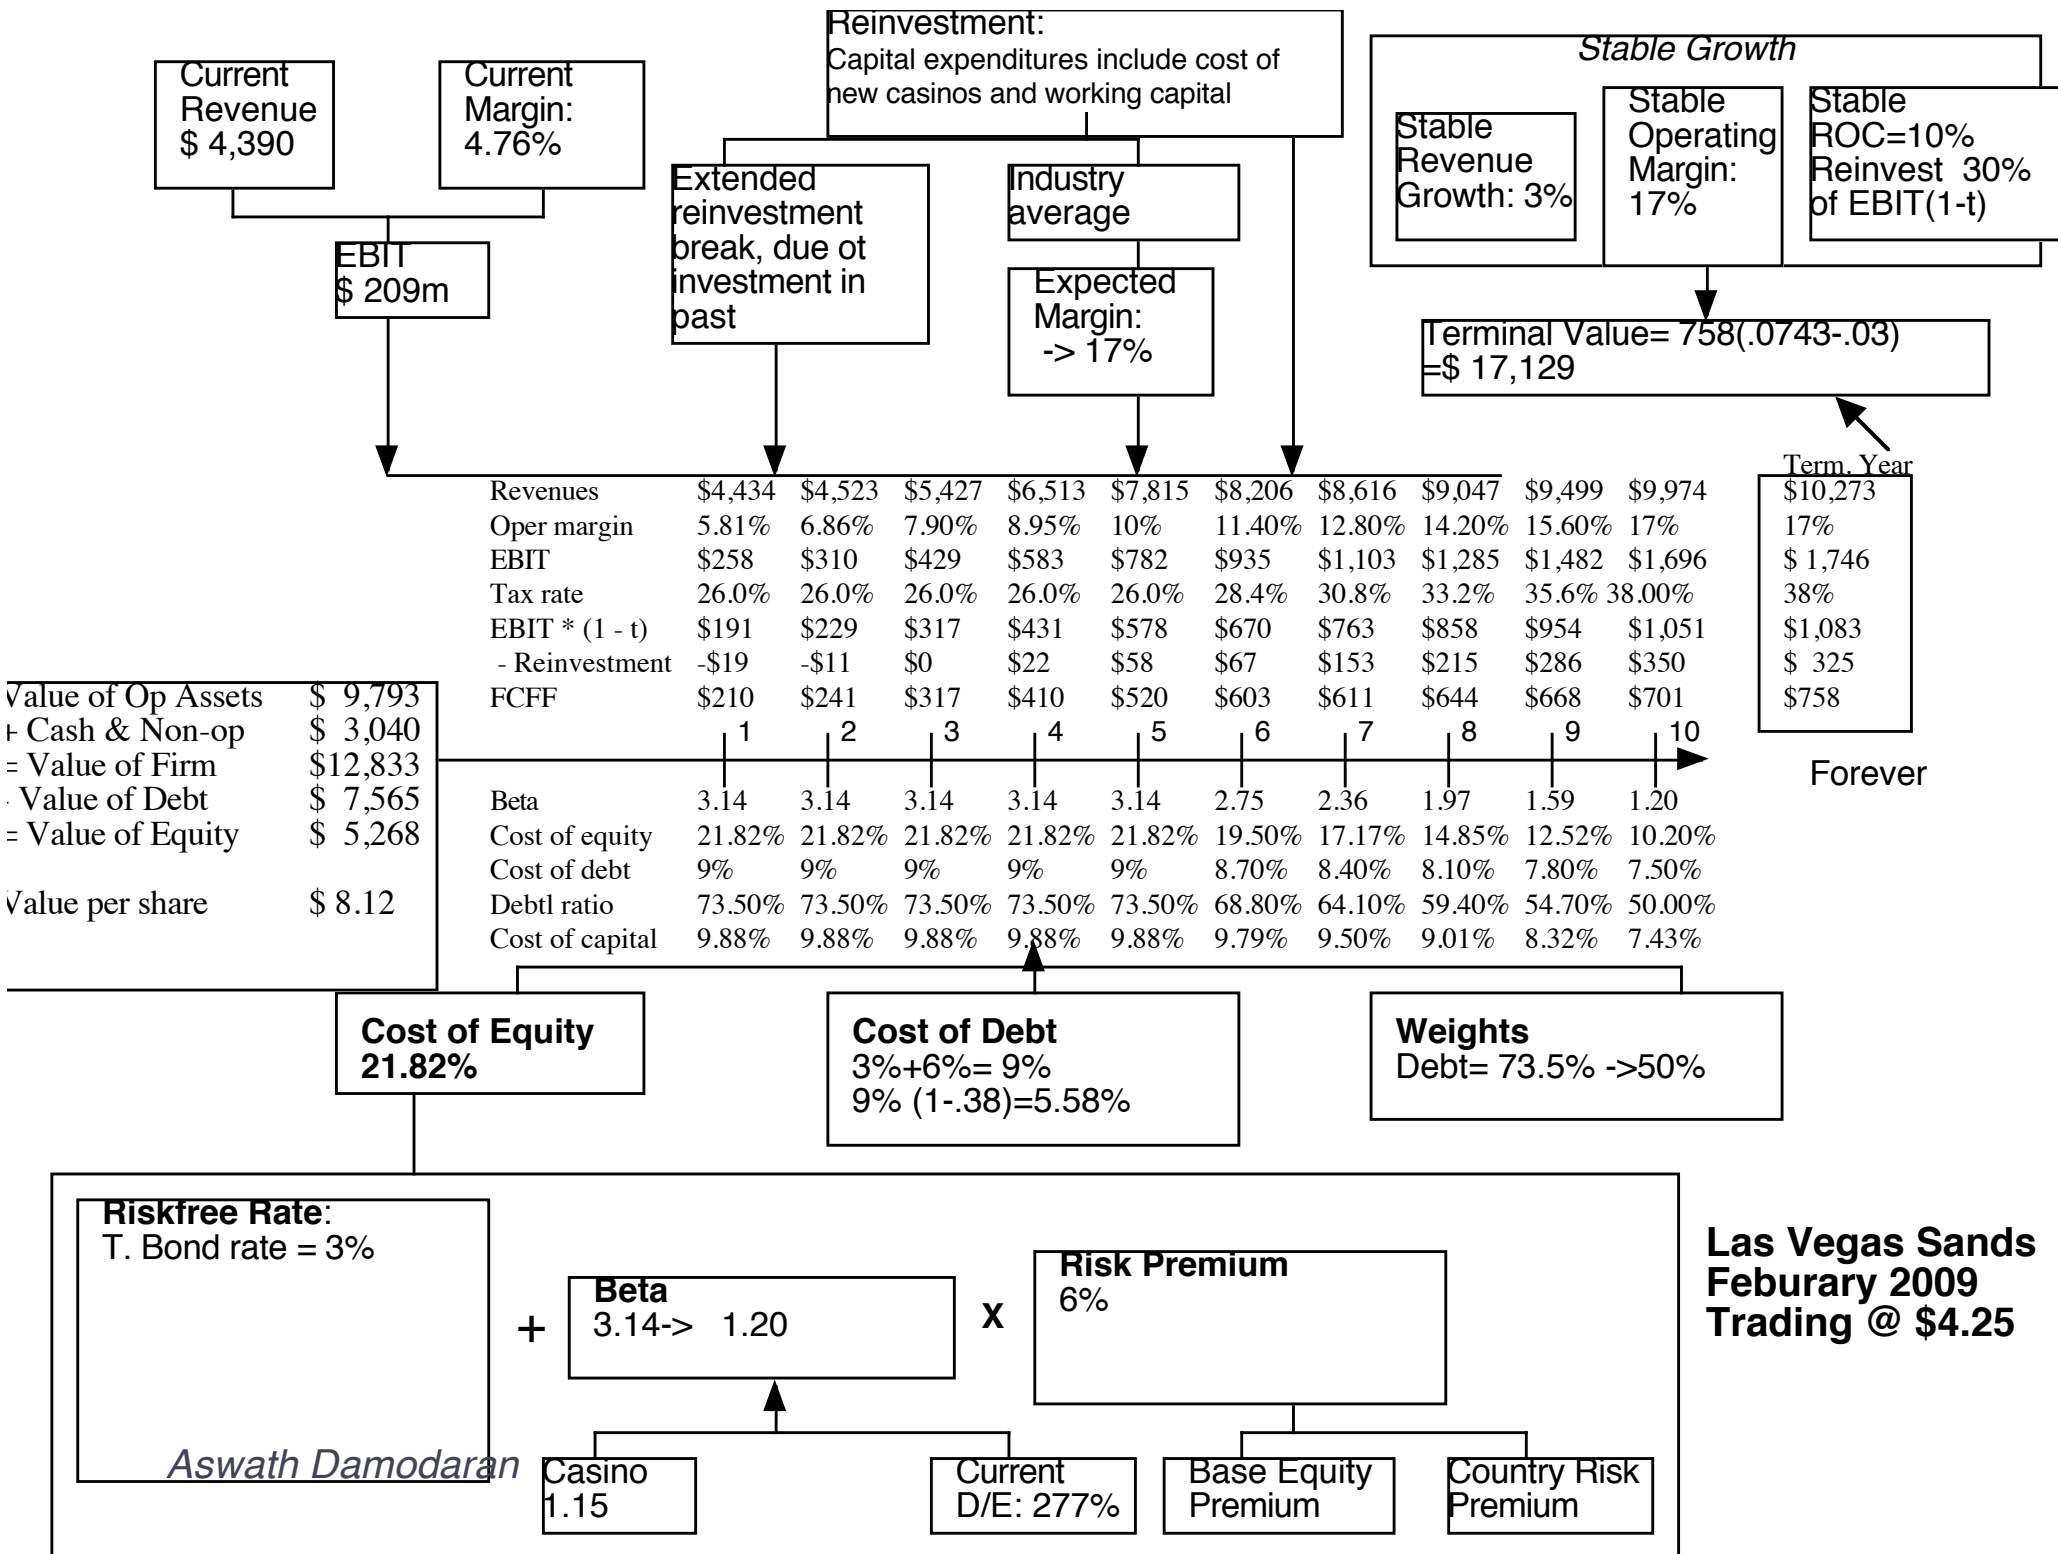 Reinvestment:
Capital expenditures include cost of
new casinos and working capital
Stable Growth
Current
Revenue
$ 4,390
Current
Margin:
4.76%
Stable
Revenue
Growth: 3%
Stable
Operating
Margin:
17%
Stable
ROC=10%
Reinvest 30%
of EBIT(1-t)
Extended
reinvestment
break, due ot
investment in
past
Industry
average
EBIT
$ 209m
Expected
Margin:
-> 17%
Terminal Value= 758(.0743-.03)
=$ 17,129
Term. Year
Revenues $4,434 $4,523 $5,427 $6,513 $7,815 $8,206 $8,616 $9,047 $9,499 $9,974 $10,273
Oper margin 5.81% 6.86% 7.90% 8.95% 10% 11.40% 12.80% 14.20% 15.60% 17% 17%
EBIT $258 $310 $429 $583 $782 $935 $1,103 $1,285 $1,482 $1,696 $ 1,746
Tax rate 26.0% 26.0% 26.0% 26.0% 26.0% 28.4% 30.8% 33.2% 35.6% 38.00% 38%
EBIT * (1 - t) $191 $229 $317 $431 $578 $670 $763 $858 $954 $1,051 $1,083
- Reinvestment -$19 -$11 $0 $22 $58 $67 $153 $215 $286 $350 $ 325
FCFF $210 $241 $317 $410 $520 $603 $611 $644 $668 $701 $758
1 2 3 4 5 6 7 8 9 10
Forever
Value of Op Assets $ 9,793
+ Cash & Non-op $ 3,040
= Value of Firm $12,833
- Value of Debt $ 7,565
= Value of Equity $ 5,268
Value per share $ 8.12
Beta 3.14 3.14 3.14 3.14 3.14 2.75 2.36 1.97 1.59 1.20
Cost of equity 21.82% 21.82% 21.82% 21.82% 21.82% 19.50% 17.17% 14.85% 12.52% 10.20%
Cost of debt 9% 9% 9% 9% 9% 8.70% 8.40% 8.10% 7.80% 7.50%
Debtl ratio 73.50% 73.50% 73.50% 73.50% 73.50% 68.80% 64.10% 59.40% 54.70% 50.00%
Cost of capital 9.88% 9.88% 9.88% 9.88% 9.88% 9.79% 9.50% 9.01% 8.32% 7.43%
Cost of Equity
21.82%
Cost of Debt
3%+6%= 9%
9% (1-.38)=5.58%
Weights
Debt= 73.5% ->50%
Riskfree Rate:
T. Bond rate = 3%
+
Beta
3.14-> 1.20
X
Risk Premium
6%
Las Vegas Sands
Feburary 2009
Trading @ $4.25
Aswath Damodaran
Casino
1.15
Current
D/E: 277%
Base Equity
Premium
Country Risk
Premium